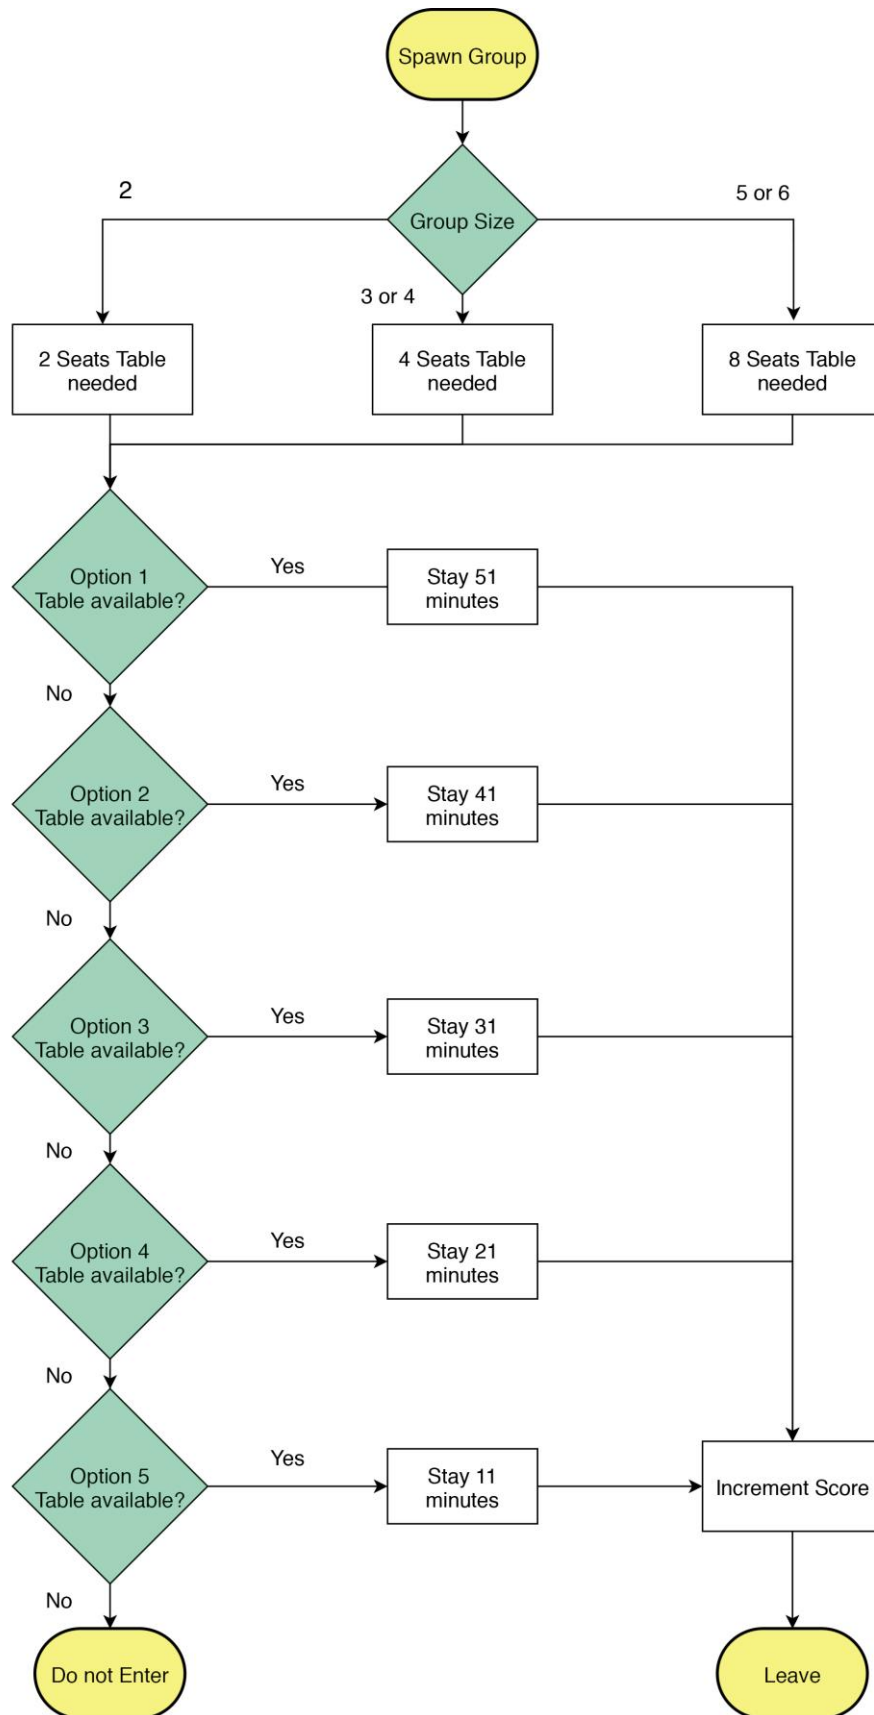 Spawn Group
2
Group Size
5 or 6
3 or 4
2 Seats Table
needed
4 Seats Table
needed
8 Seats Table
needed
Option 1
Table available?
Yes
Stay 51
minutes
No
Option 2
Table available?
Yes
Stay 41
minutes
No
Option 3
Table available?
Yes
Stay 31
minutes
No
Option 4
Table available?
Yes
Stay 21
minutes
No
Option 5
Table available?
Yes
Stay 11
minutes
Increment Score
No
Do not Enter
Leave